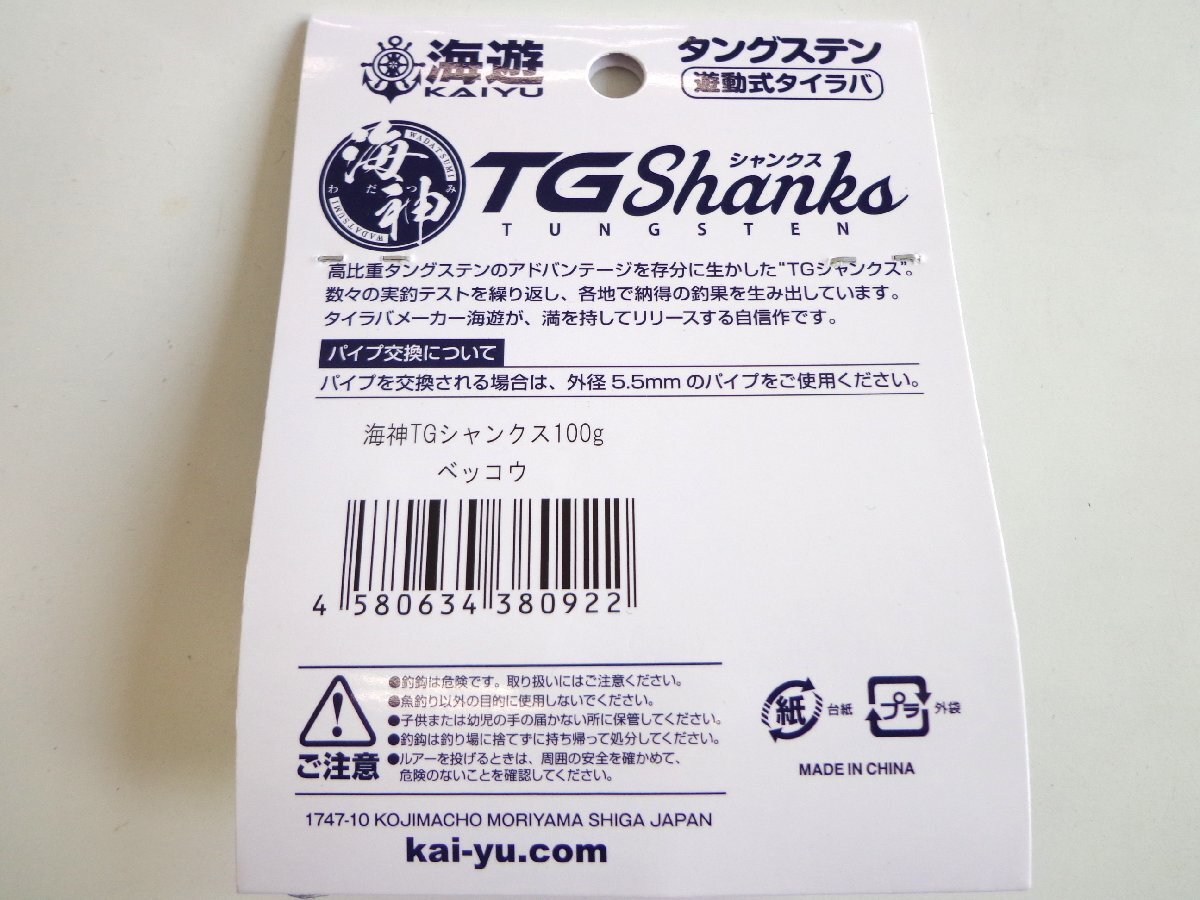 海遊
KAIYU
タングステン
遊動式タイラバ
海神
わだつみ
WADATSUMI
WADATSUMI
シャンクス
TG Shanks
TUNGSTEN
高比重タングステンのアドバンテージを存分に生かした“TGシャンクス”。
数々の実釣テストを繰り返し、各地で納得の釣果を生み出しています。
タイラバメーカー海遊が、満を持してリリースする自信作です。
パイプ交換について
パイプを交換される場合は、外径5.5mmのパイプをご使用ください。
海神TGシャンクス100g
ベッコウ
4 580634 380922
●釣鈎は危険です。取り扱いにはご注意ください。
●魚釣り以外の目的に使用しないでください。
●子供または幼児の手の届かない所に保管してください。
●釣鈎は釣り場に捨てずに持ち帰って処分してください。
●ルアーを投げるときは、周囲の安全を確かめて、
危険のないことを確認してください。
ご注意
紙 台紙
プラ 外袋
MADE IN CHINA
1747-10 KOJIMACHO MORIYAMA SHIGA JAPAN
kai-yu.com